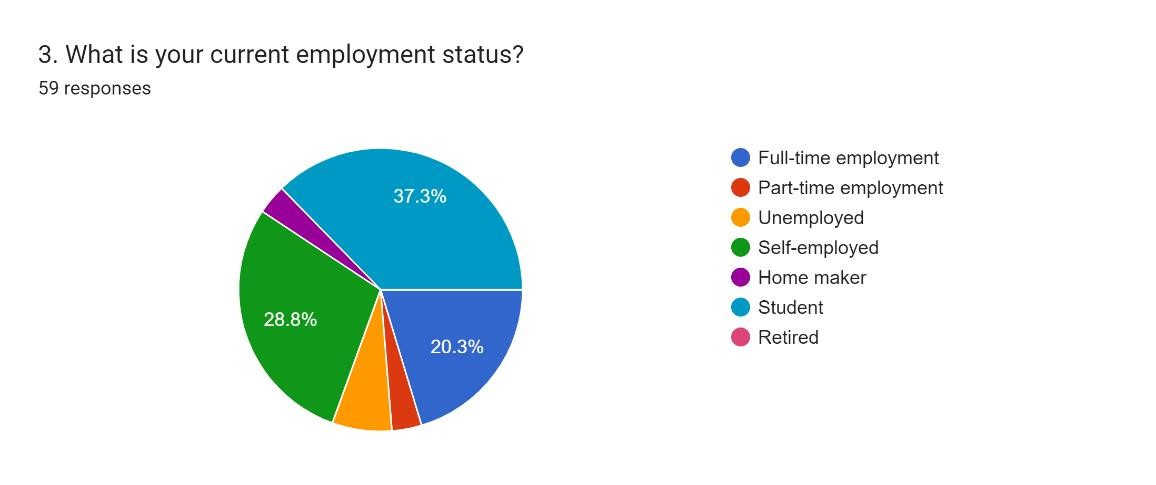 3. What is your current employment status?
59 responses
37.3%
28.8%
20.3%
Full-time employment
Part-time employment
Unemployed
Self-employed
Home maker
Student
Retired